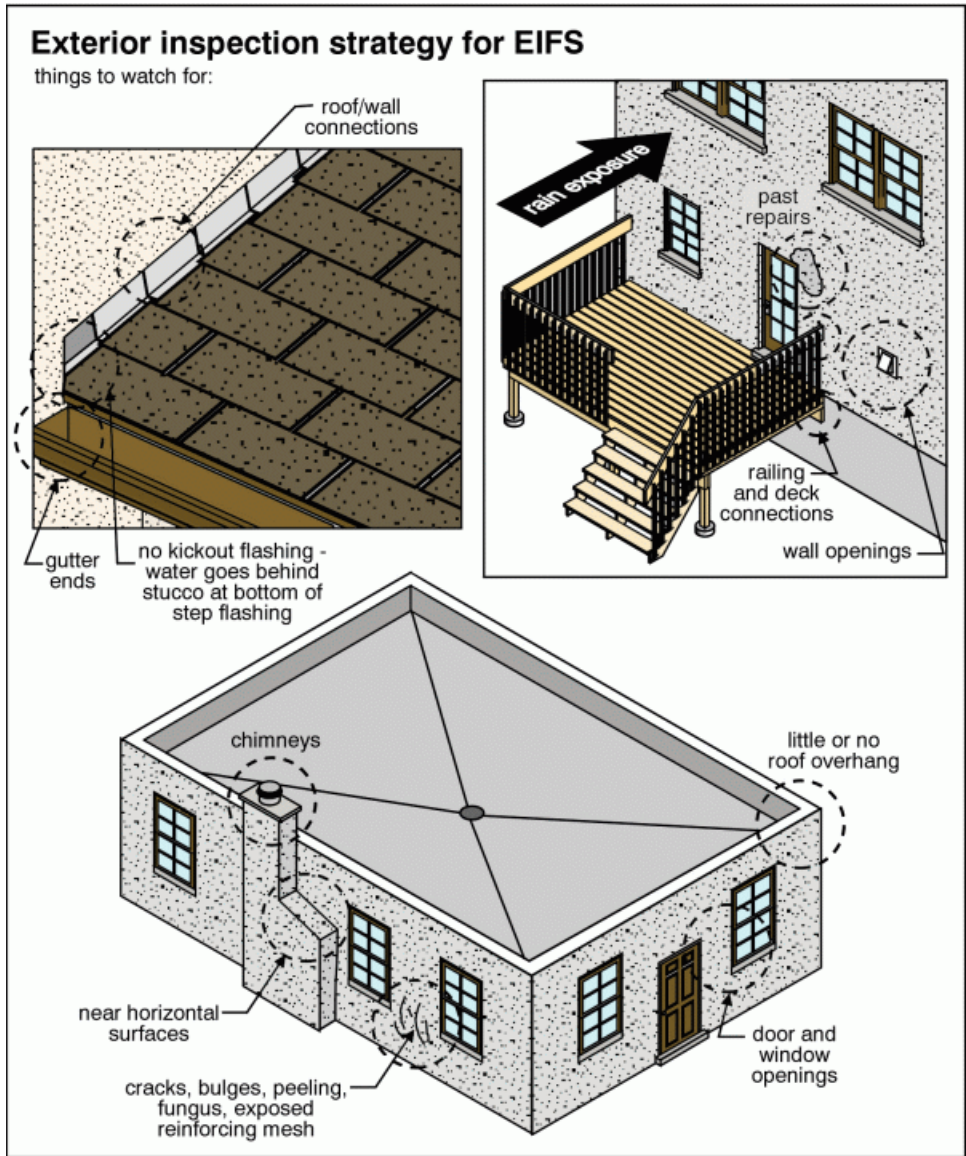 Exterior inspection strategy for EIFS
things to watch for:
roof/wall
connections
gutter
ends
no kickout flashing -
water goes behind
stucco at bottom of
step flashing
rain exposure
past
repairs
railing
and deck
connections
wall openings
chimneys
little or no
roof overhang
near horizontal
surfaces
cracks, bulges, peeling,
fungus, exposed
reinforcing mesh
door and
window
openings